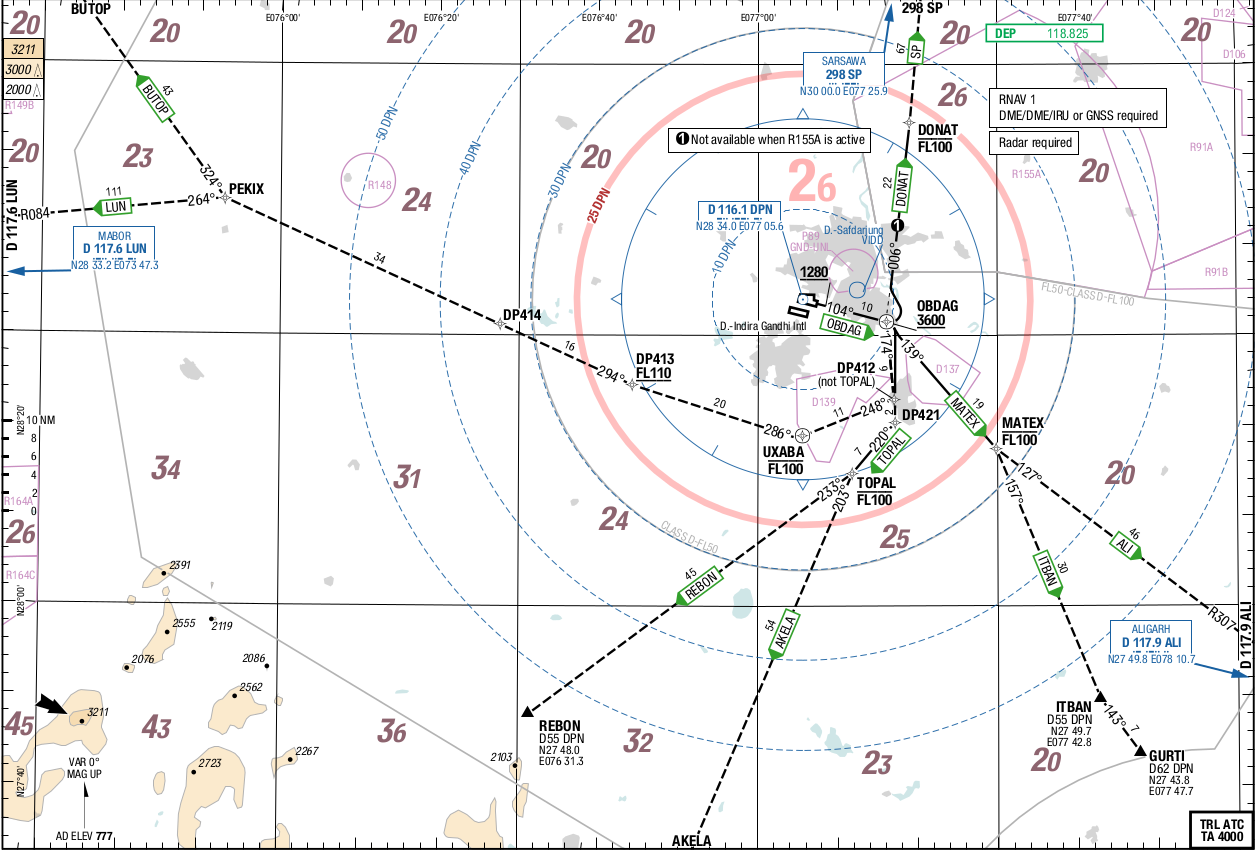 BUTOP
E076°00'
E076°20'
E076°40'
E077°00'
298 SP
E077°40'
20
20
20
20
20
20
D124
DEP 118.825
D106
3211
3000
2000
R149B
43
BUTOP
67
SP
SARSAWA
298 SP
N30 00.0 E077 25.9
26
RNAV 1
DME/DME/IRU or GNSS required
Radar required
50 DPN
40 DPN
30 DPN
25 DPN
10 DPN
1 Not available when R155A is active
DONAT
FL100
R91A
R155A
20
20
23
20
20
26
324°
PEKIX
R148
24
111
LUN
264°
R084
D 117.6 LUN
MABOR
D 117.6 LUN
N28 33.2 E073 47.3
22
DONAT
1
006°
D 116.1 DPN
N28 34.0 E077 05.6
D.-Safdarjung
VIDD
P89
GND-UNL
R91B
FL50-CLASS D-FL100
34
1280
10
104°
OBDAG
OBDAG
3600
D.-Indira Gandhi Intl
DP414
16
294°
DP413
FL110
20
286°
UXABA
FL100
11
248°
DP412
(not TOPAL)
174°
9
2
139°
D137
D139
DP421
220°
7
TOPAL
TOPAL
FL100
19
MATEX
MATEX
FL100
N28°20'
10 NM
8
6
4
2
0
34
31
24
25
20
R164A
26
R164C
233°
203°
127°
157°
CLASS D-FL50
46
ALI
30
ITBAN
45
REBON
54
AKELA
R307
D 117.9 ALI
N28°00'
2391
2555
2119
2076
2086
2562
3211
2267
2723
2103
45
43
36
32
23
20
ALIGARH
D 117.9 ALI
N27 49.8 E078 10.7
REBON
D55 DPN
N27 48.0
E076 31.3
ITBAN
D55 DPN
N27 49.7
E077 42.8
143°
7
GURTI
D62 DPN
N27 43.8
E077 47.7
N27°40'
VAR 0°
MAG UP
AD ELEV 777
AKELA
TRL ATC
TA 4000